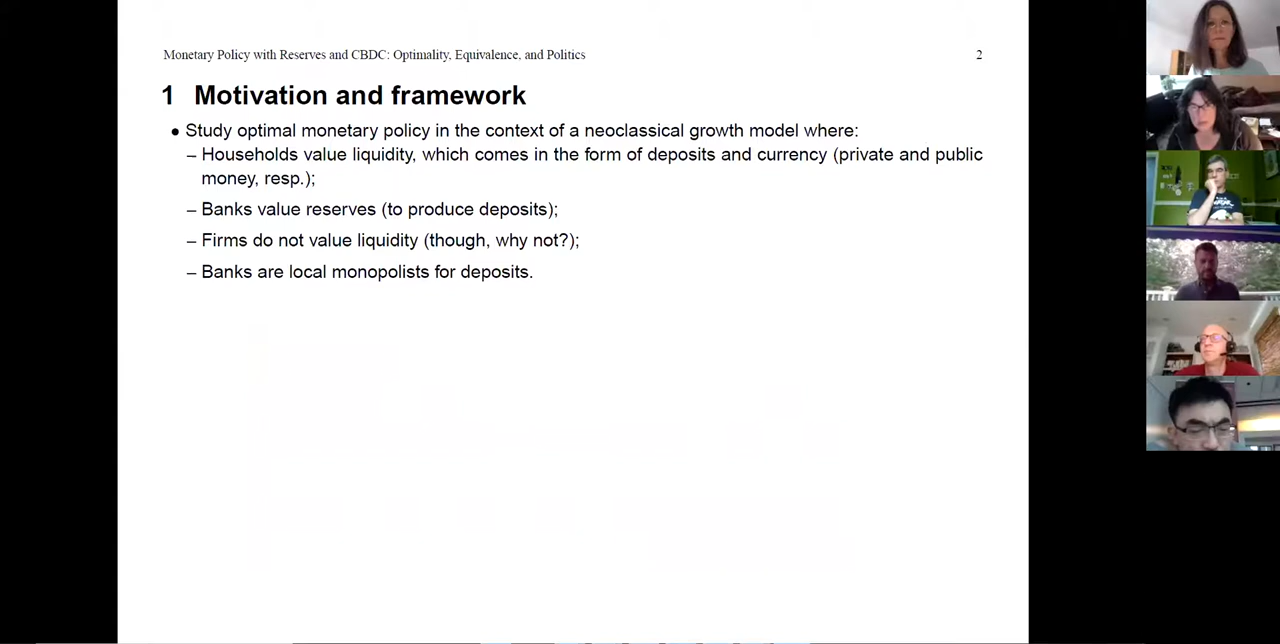 Monetary Policy with Reserves and CBDC: Optimality, Equivalence, and Politics 2
1 Motivation and framework
• Study optimal monetary policy in the context of a neoclassical growth model where:
– Households value liquidity, which comes in the form of deposits and currency (private and public
money, resp.);
– Banks value reserves (to produce deposits);
– Firms do not value liquidity (though, why not?);
– Banks are local monopolists for deposits.